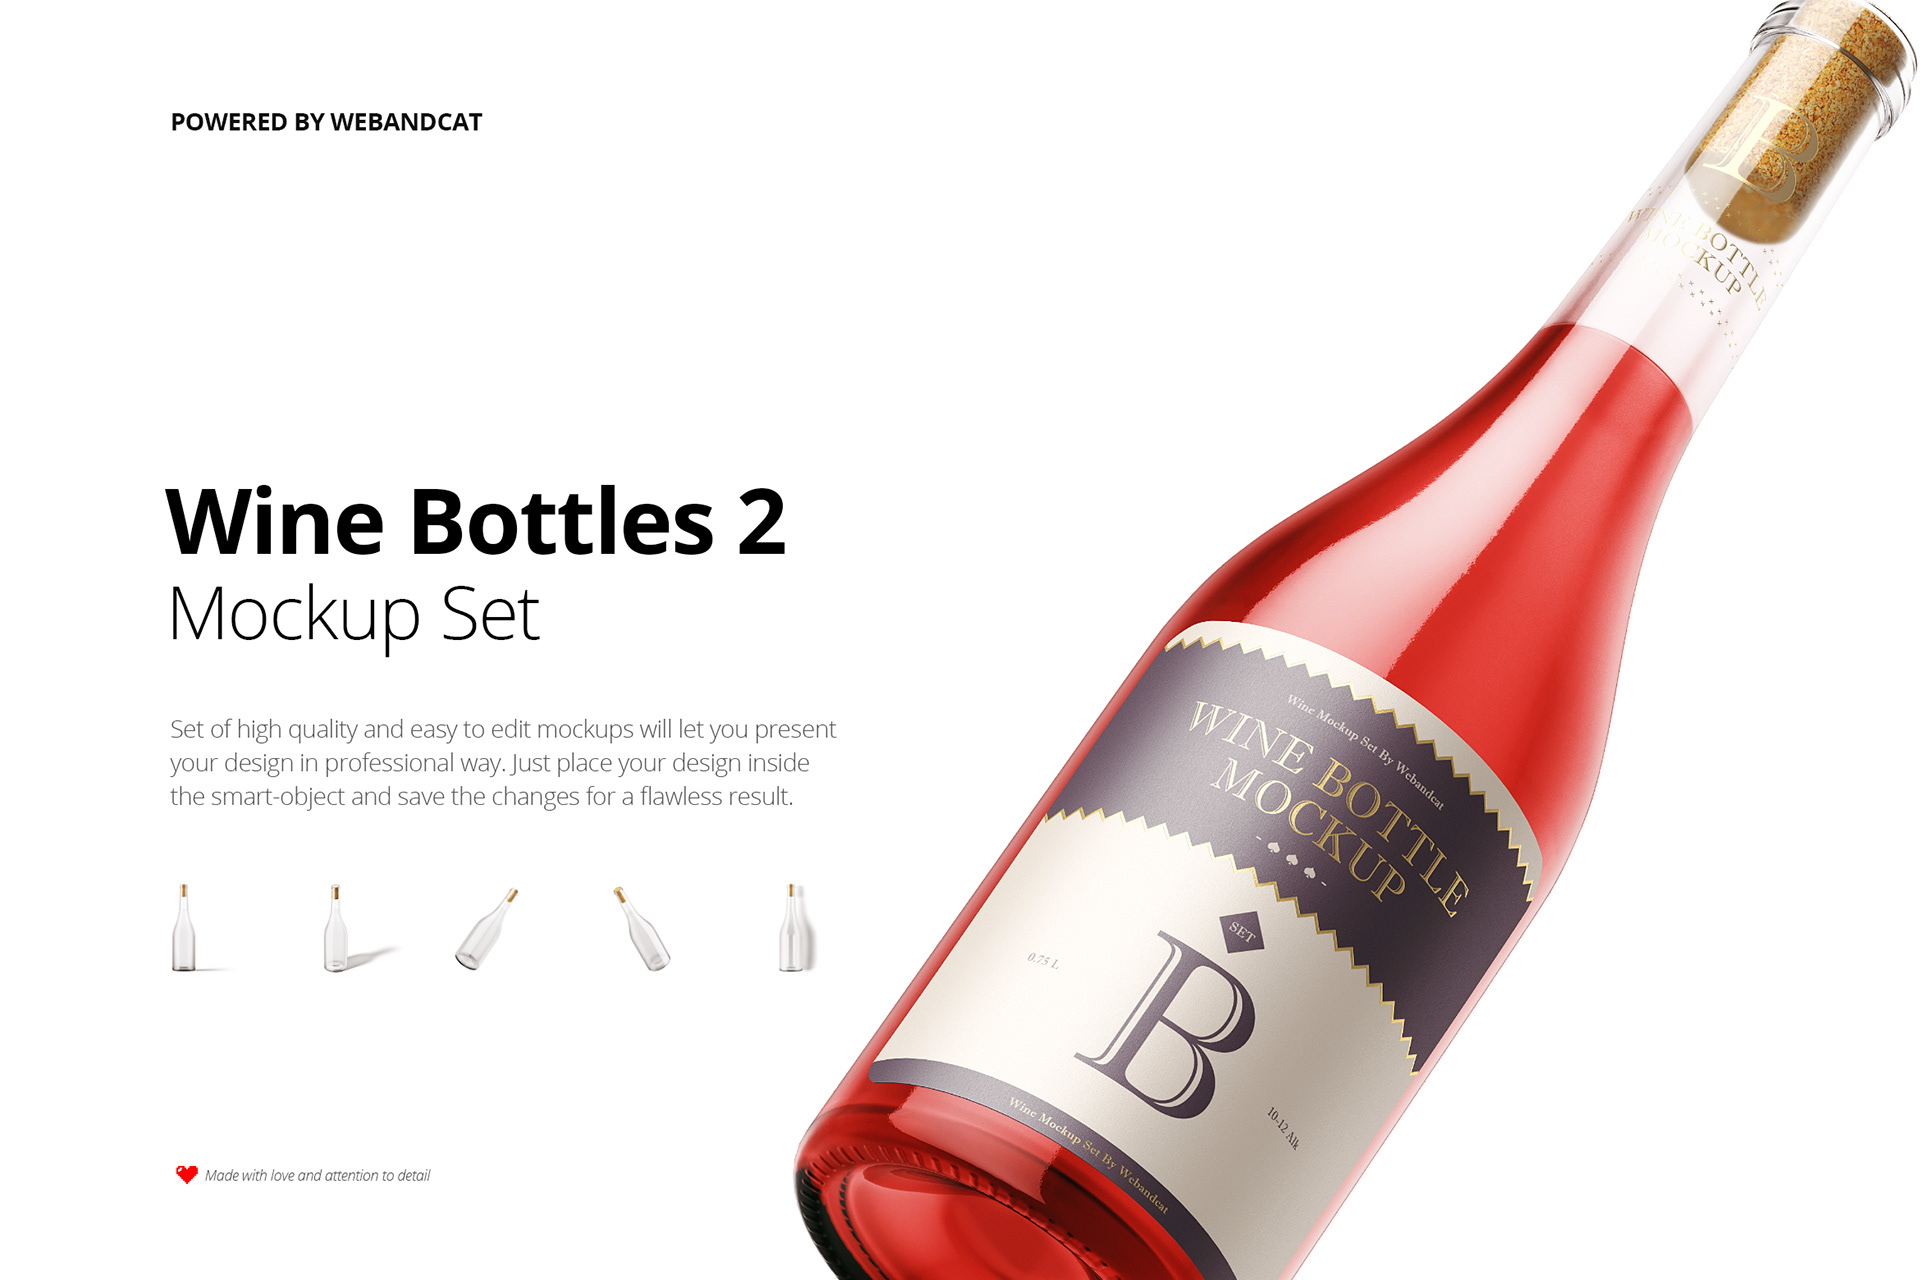 POWERED BY WEBANDCAT
Wine Bottles 2
Mockup Set
Set of high quality and easy to edit mockups will let you present
your design in professional way. Just place your design inside
the smart-object and save the changes for a flawless result.
Made with love and attention to detail
B
WINE BOTTLE
MOCKUP
Wine Mockup Set By Webandcat
WINE BOTTLE
MOCKUP
SET
B
0.75 L
10-12 Alk
Wine Mockup Set By Webandcat